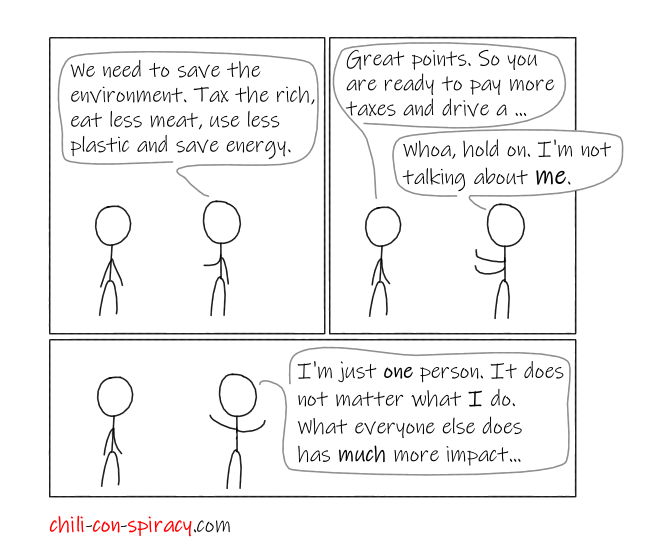 We need to save the
environment. Tax the rich,
eat less meat, use less
plastic and save energy.
Great points. So you
are ready to pay more
taxes and drive a ...
Whoa, hold on. I'm not
talking about me.
I'm just one person. It does
not matter what I do.
What everyone else does
has much more impact...
chili-con-spiracy.com